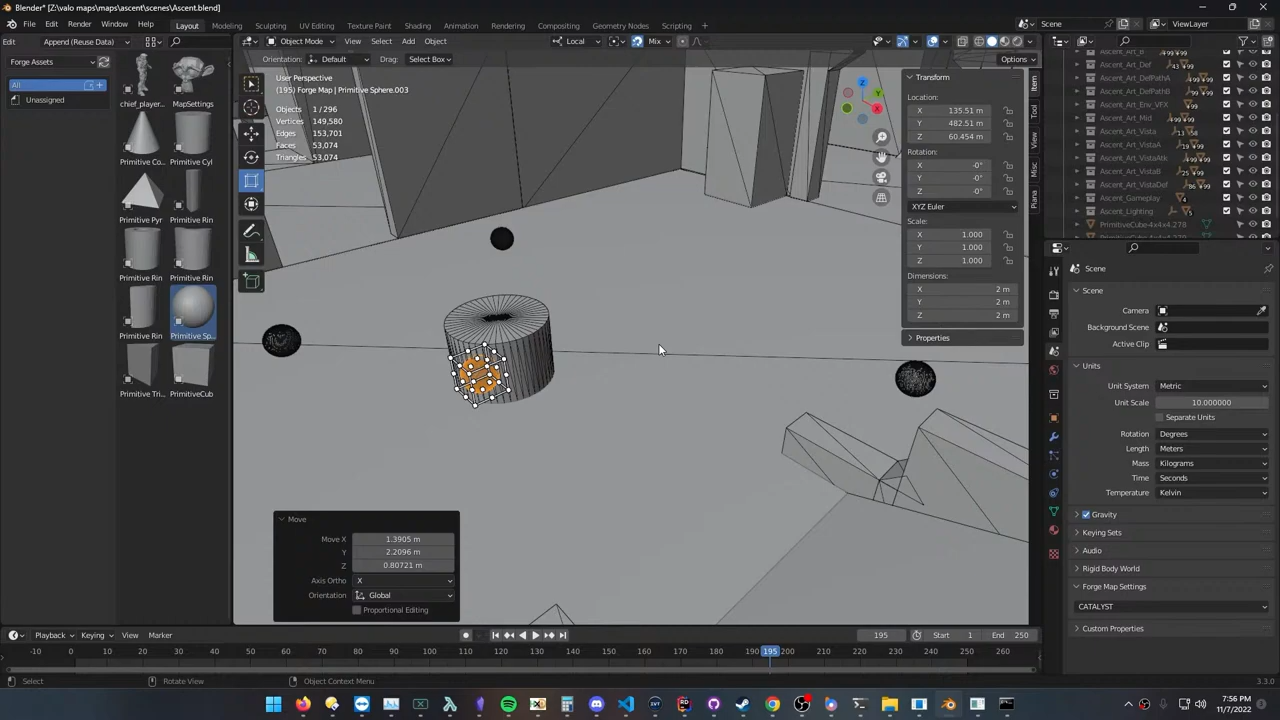 Blender* [Z:\valo maps\maps\ascent\scenes\Ascent.blend]
File Edit Render Window Help Layout Modeling Sculpting UV Editing Texture Paint Shading Animation Rendering Compositing Geometry Nodes Scripting + Scene ViewLayer
Edit Append (Reuse Data) Object Mode View Select Add Object Local Mix
Forge Assets Orientation: Default Drag: Select Box Options
All
Unassigned
chief_player... MapSettings
Primitive Co... Primitive Cyl
Primitive Pyr Primitive Rin
Primitive Rin Primitive Rin
Primitive Rin Primitive Sp...
Primitive Tri... PrimitiveCub
User Perspective
(195) Forge Map | Primitive Sphere.003
Objects 1/296
Vertices 149,580
Edges 153,701
Faces 53,074
Triangles 53,074
Z
Y
X
Transform
Location:
X 135.51 m
Y 482.51 m
Z 60.454 m
Rotation:
X -0°
Y -0°
Z -0°
XYZ Euler
Scale:
X 1.000
Y 1.000
Z 1.000
Dimensions:
X 2 m
Y 2 m
Z 2 m
Properties
Item
Tool
View
Misc
Ascent_Art_B
Ascent_Art_Def
Ascent_Art_DefPathA
Ascent_Art_DefPathB
Ascent_Art_Env_VFX
Ascent_Art_Mid
Ascent_Art_Vista
Ascent_Art_VistaA
Ascent_Art_VistaAtk
Ascent_Art_VistaB
Ascent_Art_VistaDef
Ascent_Gameplay
Ascent_Lighting
PrimitiveCube-4x4x4.278
Scene
Scene
Camera
Background Scene
Active Clip
Units
Unit System Metric
Unit Scale 10.000000
Separate Units
Rotation Degrees
Length Meters
Mass Kilograms
Time Seconds
Temperature Kelvin
Gravity
Keying Sets
Audio
Rigid Body World
Forge Map Settings
CATALYST
Custom Properties
Move
Move X 1.3905 m
Y 2.2096 m
Z 0.80721 m
Axis Ortho X
Orientation Global
Proportional Editing
Playback Keying View Marker 195 Start 1 End 250
-10 0 10 20 30 40 50 60 70 80 90 100 110 120 130 140 150 160 170 180 190 195 200 210 220 230 240 250 260
Select Rotate View Object Context Menu 3.3.0
7:56 PM
11/7/2022